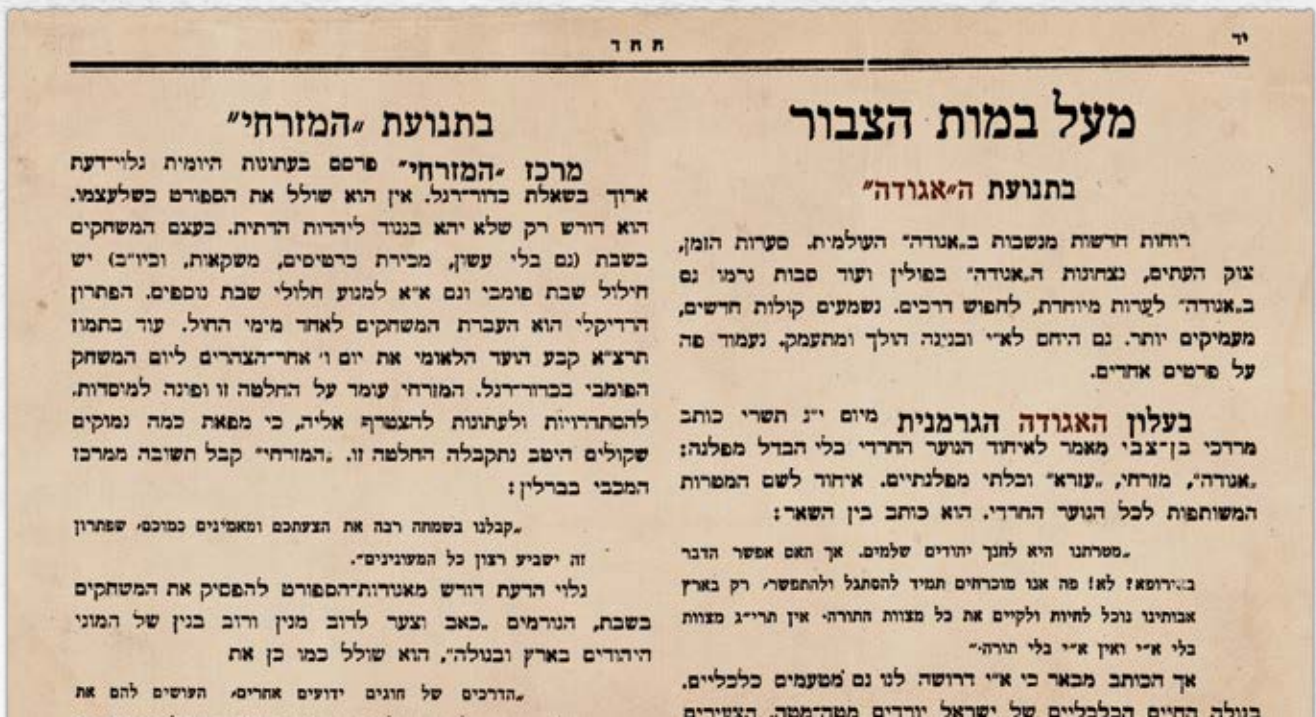 יד
החד
מעל במות הצבור
בתנועת ה„אגודה"
רוחות חדשות מנשבות ב„אגודה" העולמית. סערות הזמן,
צוק העתים, נצחונות ה„אגודה" בפולין ועוד סבות גרמו גם
ב„אגודה" לערות מיוחדת, לחפוש דרכים. נשמעים קולות חדשים,
מעמיקים יותר. גם היחס לא"י ובנינה הולך ומתעמק. נעמוד פה
על פרטים אחדים.
בעלון האגודה הגרמנית מיום י"ג תשרי כותב
מרדכי בן־צבי מאמר לאיחוד הנוער החרדי בלי הבדל מפלגה:
„אגודה", מזרחי, „עזרא" ובלתי מפלגתיים. איחוד לשם המטרות
המשותפות לכל הנוער החרדי. הוא כותב בין השאר:
„מטרתנו היא לחנך יהודים שלמים. אך האם אפשר הדבר
באירופא? לא! פה אנו מוכרחים תמיד להסתגל ולהתפשר, רק בארץ
אבותינו נוכל לחיות ולקיים את כל מצוות התורה. אין תרי"ג מצוות
בלי א"י ואין א"י בלי תורה."
אך הכותב מבאר כי א"י דרושה לנו גם מטעמים כלכליים.
בגולה החיים הכלכליים של ישראל יורדים מטה־מטה. הצעירים
בתנועת „המזרחי"
מרכז „המזרחי" פרסם בעתונות היומית גלוי־דעת
ארוך בשאלת כדור־רגל. אין הוא שולל את הספורט כשלעצמו.
הוא דורש רק שלא יהא בנגוד ליהדות הדתית. בעצם המשחקים
בשבת (גם בלי עשון, מכירת כרטיסים, משקאות, וכיו"ב) יש
חילול שבת פומבי וגם א"א למנוע חלולי שבת נוספים. הפתרון
הרדיקלי הוא העברת המשחקים לאחד מימי החול. עוד בתמוז
תרצ"א קבע הועד הלאומי את יום ו' אחר־הצהרים ליום המשחק
הפומבי בכדור־רגל. המזרחי עומד על החלטה זו ופונה למוסדות,
להסתדרויות ולעתונות להצטרף אליה, כי מפאת כמה נמוקים
שקולים היטב נתקבלה החלטה זו. „המזרחי" קבל תשובה ממרכז
המכבי בברלין:
„קבלנו בשמחה רבה את הצעתכם ומאמינים כמוכם, שפתרון
זה ישביע רצון כל המעונינים".
גלוי הדעת דורש מאגודות־הספורט להפסיק את המשחקים
בשבת, הגורמים „כאב וצער לרוב מנין ורוב בנין של המוני
היהודים בארץ ובגולה". הוא שולל כמו כן את
„הדרכים של חוגים ידועים אחרים, העושים להם את